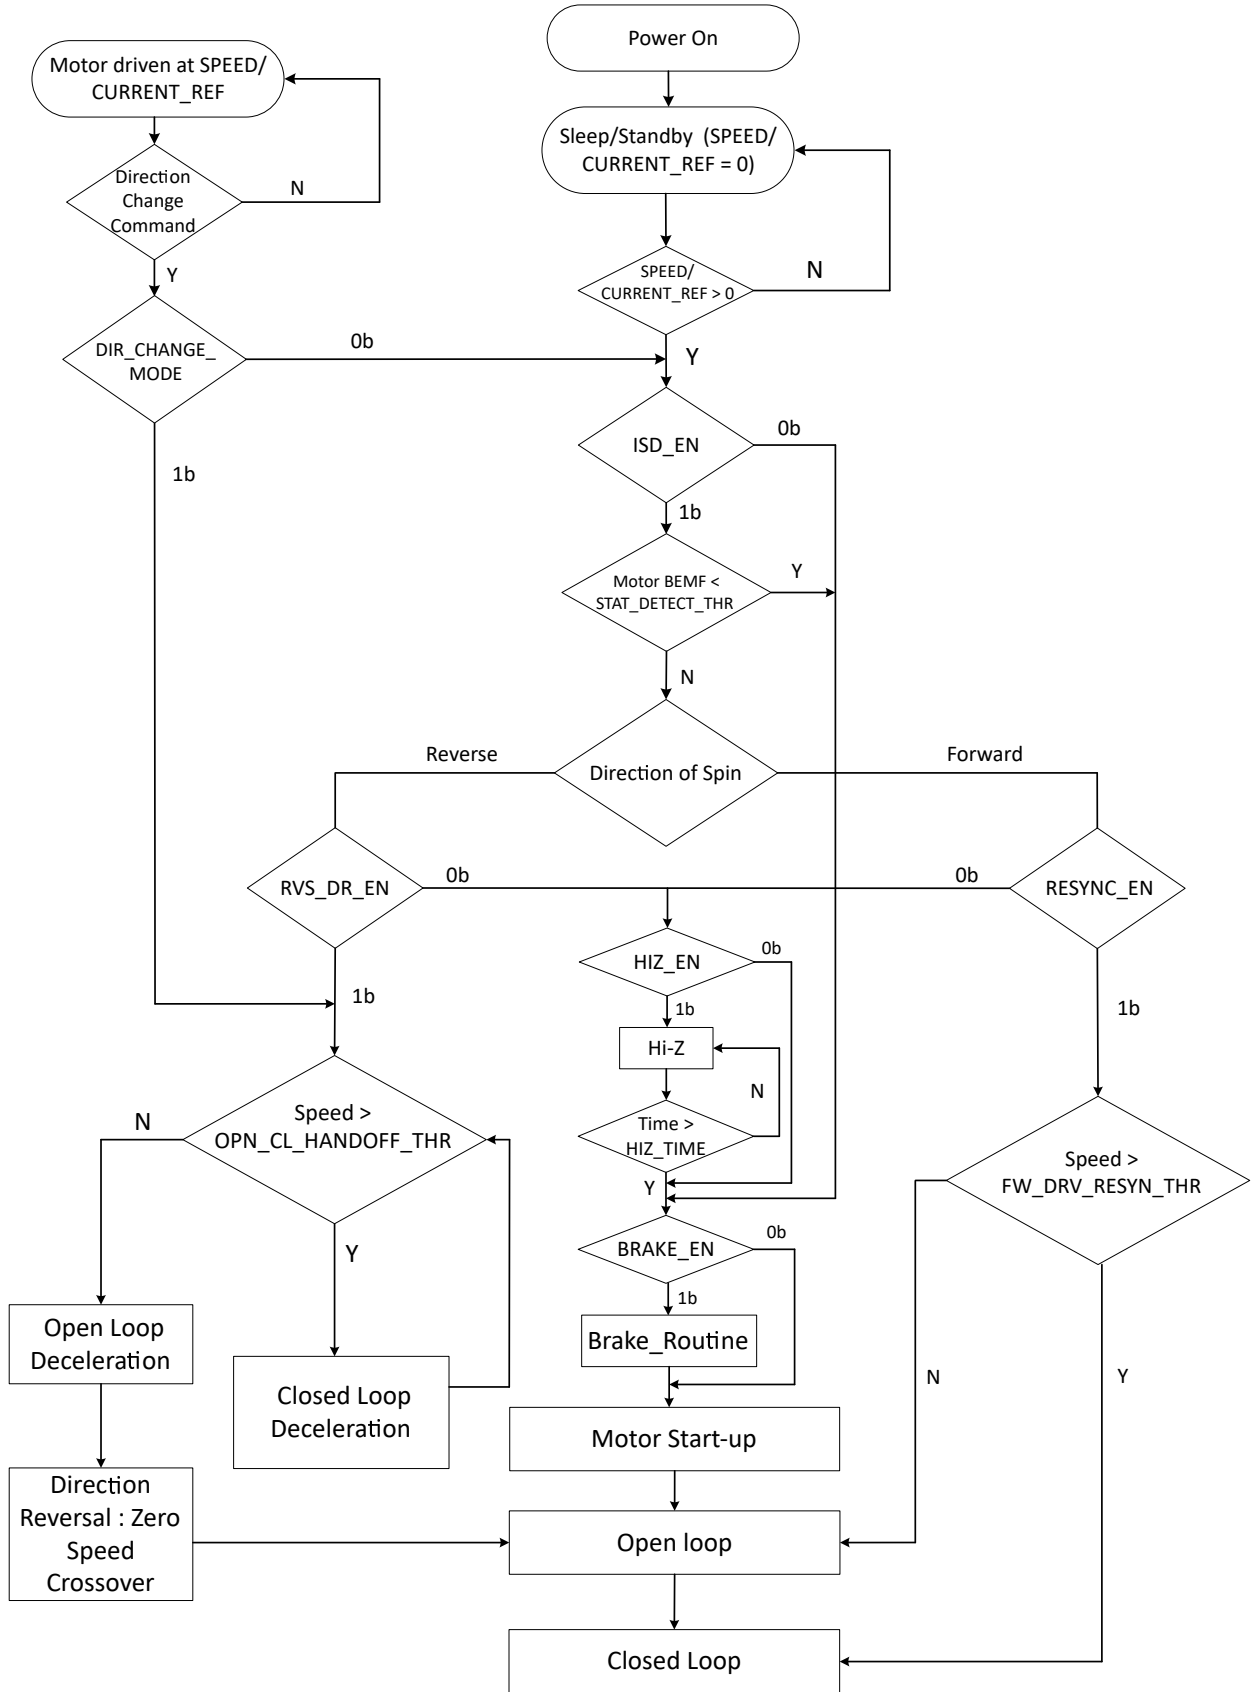 Power On
Motor driven at SPEED/
CURRENT_REF
Sleep/Standby (SPEED/
CURRENT_REF = 0)
Direction
Change
Command
N
Y
SPEED/
CURRENT_REF > 0
N
Y
DIR_CHANGE_
MODE
0b
1b
ISD_EN
0b
1b
Motor BEMF <
STAT_DETECT_THR
Y
N
Direction of Spin
Reverse
Forward
RVS_DR_EN
0b
0b
RESYNC_EN
1b
1b
HIZ_EN
0b
1b
Hi-Z
N
Time >
HIZ_TIME
Y
Speed >
OPN_CL_HANDOFF_THR
N
Y
Speed >
FW_DRV_RESYN_THR
N
Y
BRAKE_EN
0b
1b
Brake_Routine
Open Loop
Deceleration
Closed Loop
Deceleration
Motor Start-up
Direction
Reversal : Zero
Speed
Crossover
Open loop
Closed Loop